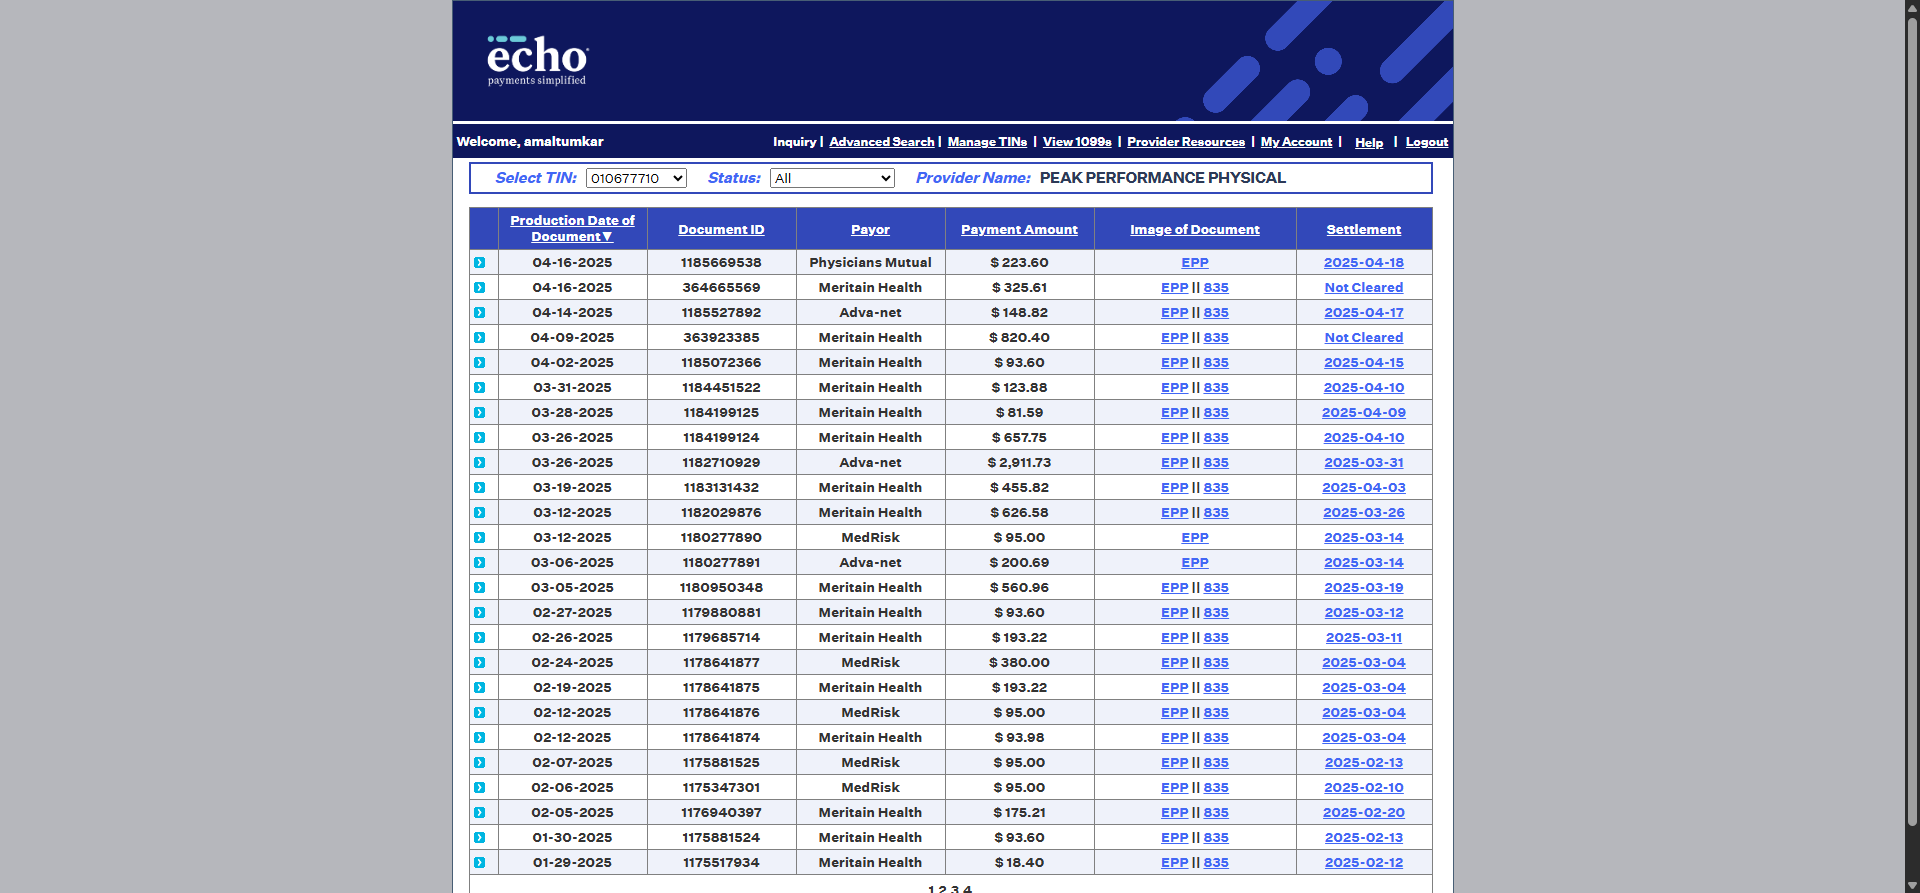 echo
payments simplified
Welcome, amaltumkar Inquiry | Advanced Search | Manage TINs | View 1099s | Provider Resources | My Account | Help | Logout
Select TIN: 010677710 Status: All Provider Name: PEAK PERFORMANCE PHYSICAL
Production Date of Document▼ Document ID Payor Payment Amount Image of Document Settlement
04-16-2025 1185669538 Physicians Mutual $ 223.60 EPP 2025-04-18
04-16-2025 364665569 Meritain Health $ 325.61 EPP || 835 Not Cleared
04-14-2025 1185527892 Adva-net $ 148.82 EPP || 835 2025-04-17
04-09-2025 363923385 Meritain Health $ 820.40 EPP || 835 Not Cleared
04-02-2025 1185072366 Meritain Health $ 93.60 EPP || 835 2025-04-15
03-31-2025 1184451522 Meritain Health $ 123.88 EPP || 835 2025-04-10
03-28-2025 1184199125 Meritain Health $ 81.59 EPP || 835 2025-04-09
03-26-2025 1184199124 Meritain Health $ 657.75 EPP || 835 2025-04-10
03-26-2025 1182710929 Adva-net $ 2,911.73 EPP || 835 2025-03-31
03-19-2025 1183131432 Meritain Health $ 455.82 EPP || 835 2025-04-03
03-12-2025 1182029876 Meritain Health $ 626.58 EPP || 835 2025-03-26
03-12-2025 1180277890 MedRisk $ 95.00 EPP 2025-03-14
03-06-2025 1180277891 Adva-net $ 200.69 EPP 2025-03-14
03-05-2025 1180950348 Meritain Health $ 560.96 EPP || 835 2025-03-19
02-27-2025 1179880881 Meritain Health $ 93.60 EPP || 835 2025-03-12
02-26-2025 1179685714 Meritain Health $ 193.22 EPP || 835 2025-03-11
02-24-2025 1178641877 MedRisk $ 380.00 EPP || 835 2025-03-04
02-19-2025 1178641875 Meritain Health $ 193.22 EPP || 835 2025-03-04
02-12-2025 1178641876 MedRisk $ 95.00 EPP || 835 2025-03-04
02-12-2025 1178641874 Meritain Health $ 93.98 EPP || 835 2025-03-04
02-07-2025 1175881525 MedRisk $ 95.00 EPP || 835 2025-02-13
02-06-2025 1175347301 MedRisk $ 95.00 EPP || 835 2025-02-10
02-05-2025 1176940397 Meritain Health $ 175.21 EPP || 835 2025-02-20
01-30-2025 1175881524 Meritain Health $ 93.60 EPP || 835 2025-02-13
01-29-2025 1175517934 Meritain Health $ 18.40 EPP || 835 2025-02-12
1 2 3 4